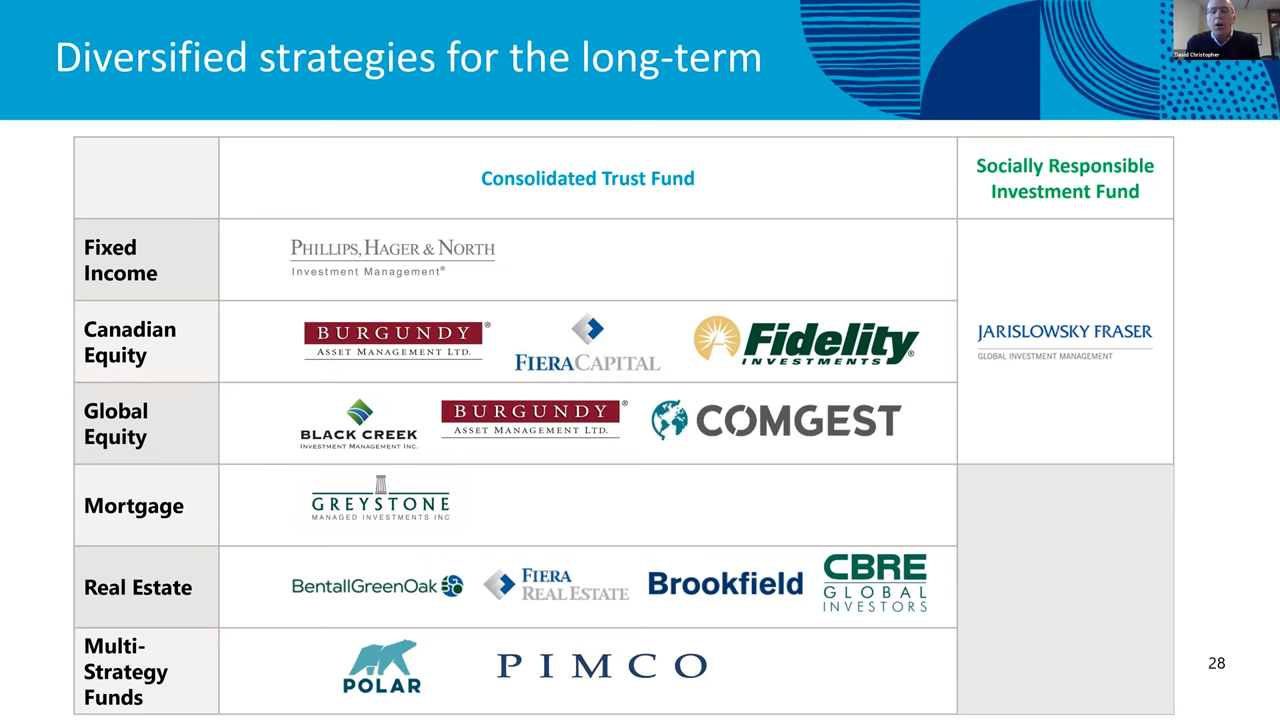 Diversified strategies for the long-term
David Christopher
Consolidated Trust Fund
Socially Responsible
Investment Fund
Fixed
Income
PHILLIPS, HAGER & NORTH
Investment Management®
Canadian
Equity
BURGUNDY®
ASSET MANAGEMENT LTD.
FIERACAPITAL
Fidelity®
INVESTMENTS
JARISLOWSKY FRASER
GLOBAL INVESTMENT MANAGEMENT
Global
Equity
BLACK CREEK
INVESTMENT MANAGEMENT INC.
BURGUNDY®
ASSET MANAGEMENT LTD.
COMGEST
Mortgage
GREYSTONE
MANAGED INVESTMENTS INC
Real Estate
BentallGreenOak
FIERA
REAL ESTATE
Brookfield
CBRE
GLOBAL
INVESTORS
Multi-
Strategy
Funds
POLAR
PIMCO
28